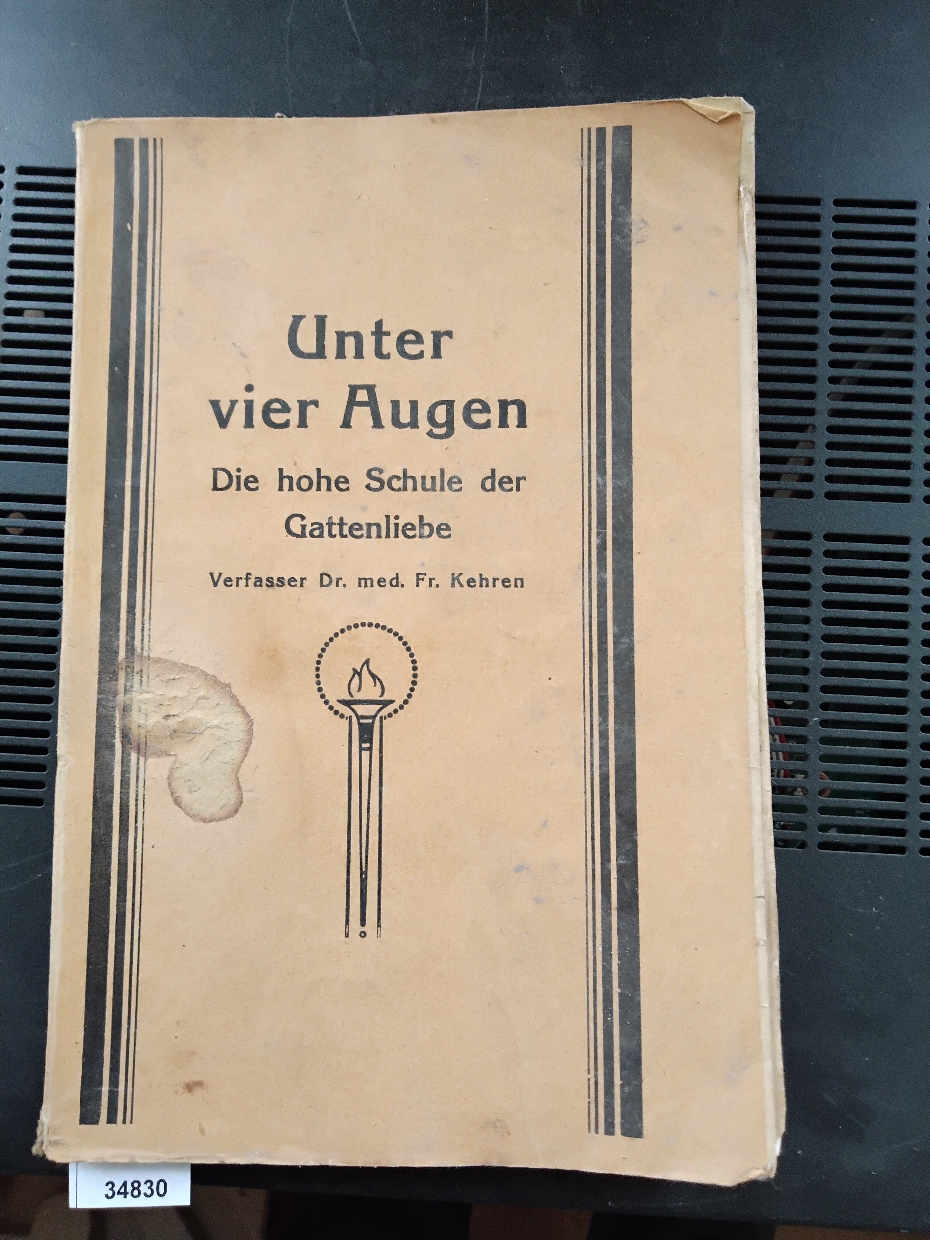 Unter
vier Augen
Die hohe Schule der
Gattenliebe
Verfasser Dr. med. Fr. Kehren
34830